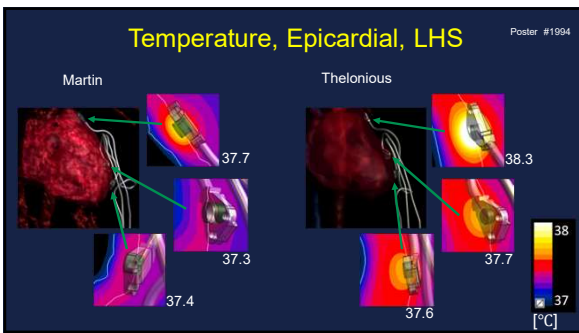 Temperature, Epicardial, LHS
Poster #1994
Martin
Thelonious
37.7
38.3
37.3
37.7
37.4
37.6
38
37
[°C]